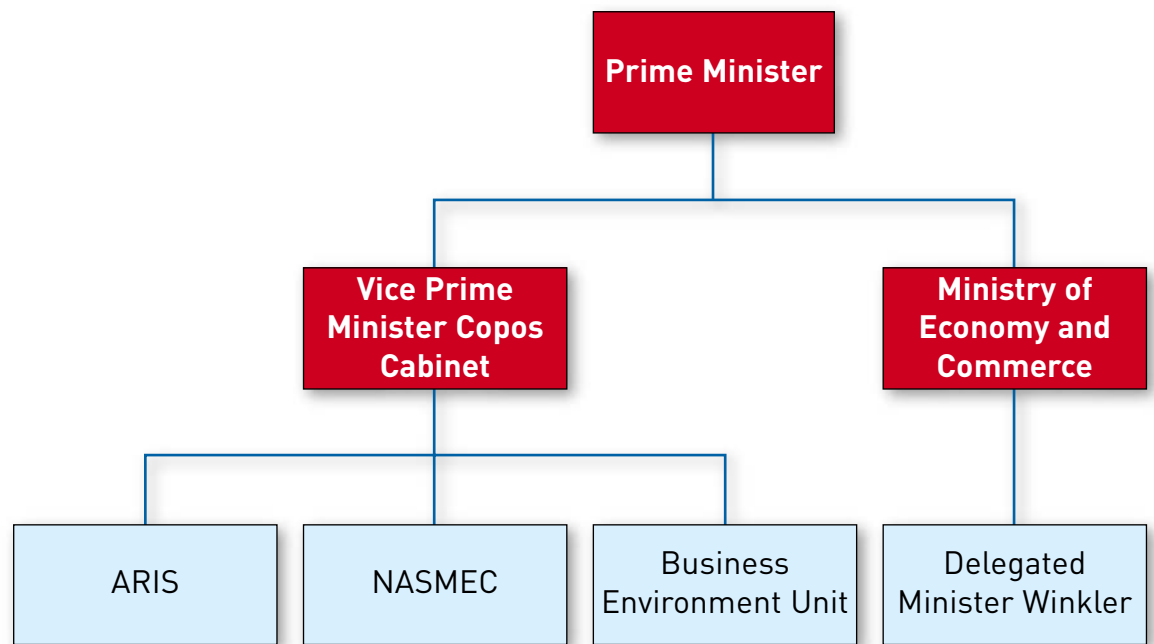 Prime Minister
Vice Prime
Minister Copos
Cabinet
Ministry of
Economy and
Commerce
ARIS
NASMEC
Business
Environment Unit
Delegated
Minister Winkler